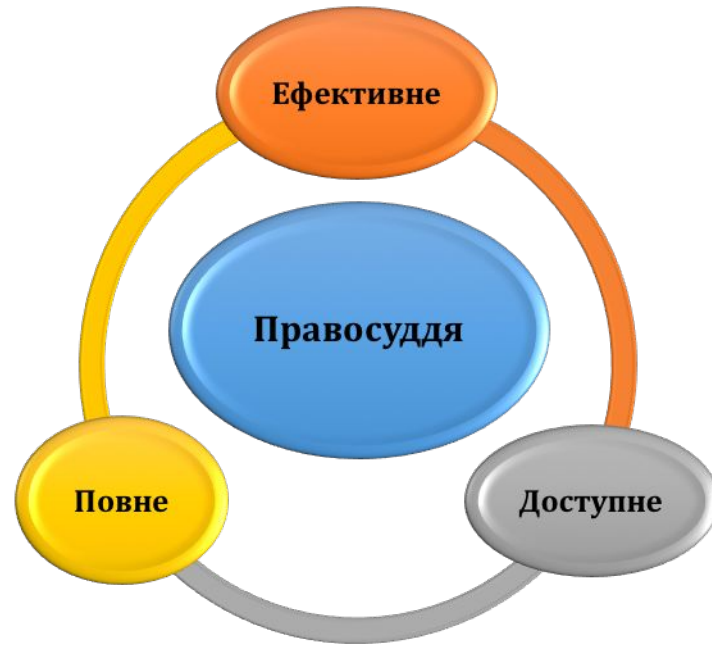 Ефективне
Правосуддя
Повне
Доступне